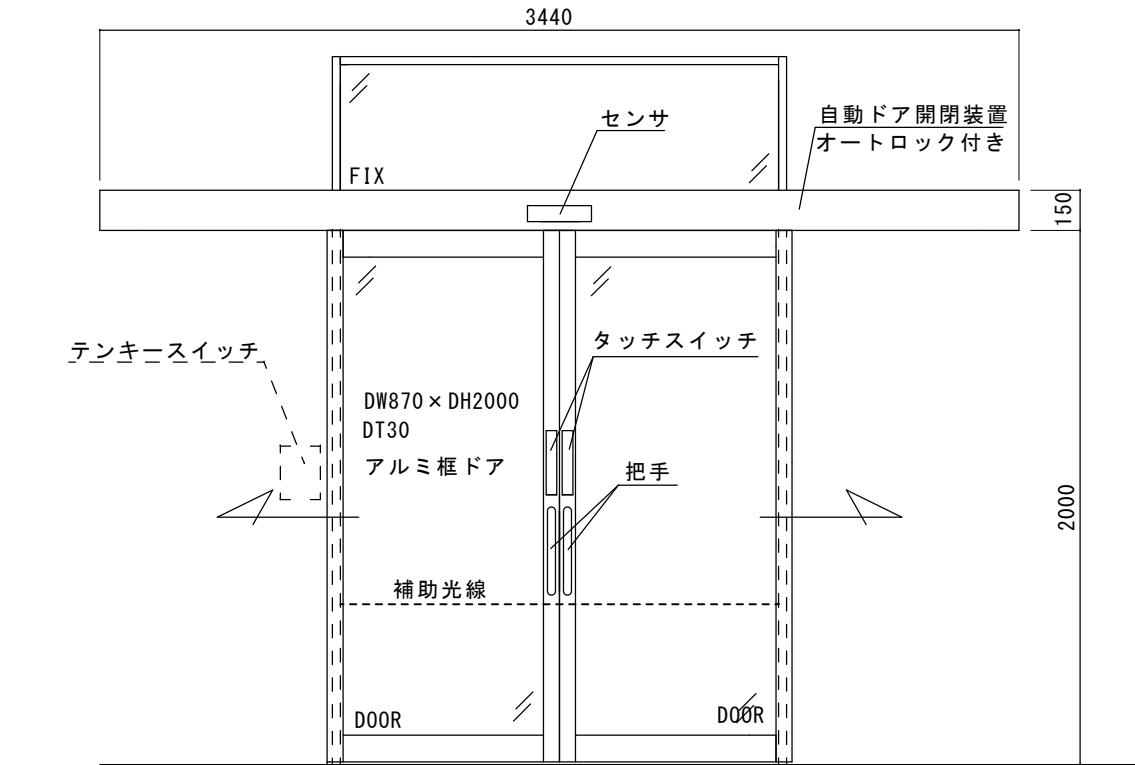 3440
センサ
自動ドア開閉装置
オートロック付き
FIX
150
テンキースイッチ
タッチスイッチ
DW870×DH2000
DT30
アルミ框ドア
把手
2000
補助光線
DOOR
DOOR